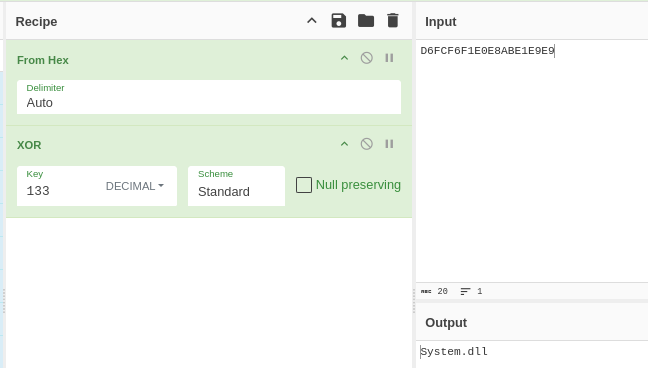 Recipe
From Hex
Delimiter
Auto
XOR
Key
133
DECIMAL
Scheme
Standard
Null preserving
Input
D6FCF6F1E0E8ABE1E9E9
ABC 20 1
Output
System.dll